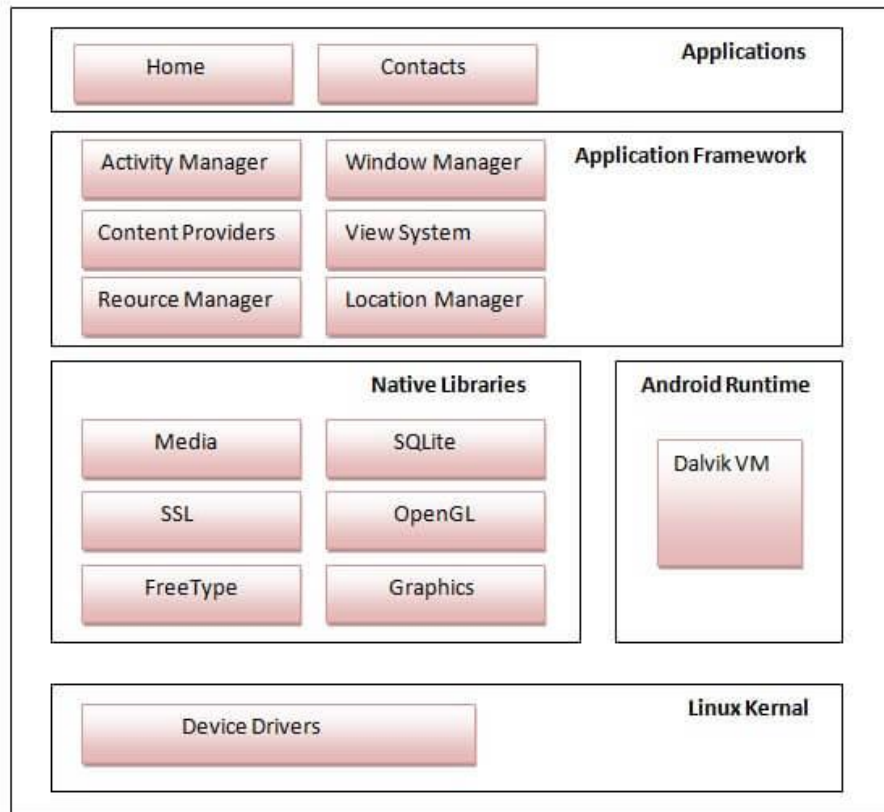 Applications
Home
Contacts
Application Framework
Activity Manager
Window Manager
Content Providers
View System
Reource Manager
Location Manager
Native Libraries
Media
SQLite
SSL
OpenGL
FreeType
Graphics
Android Runtime
Dalvik VM
Linux Kernal
Device Drivers